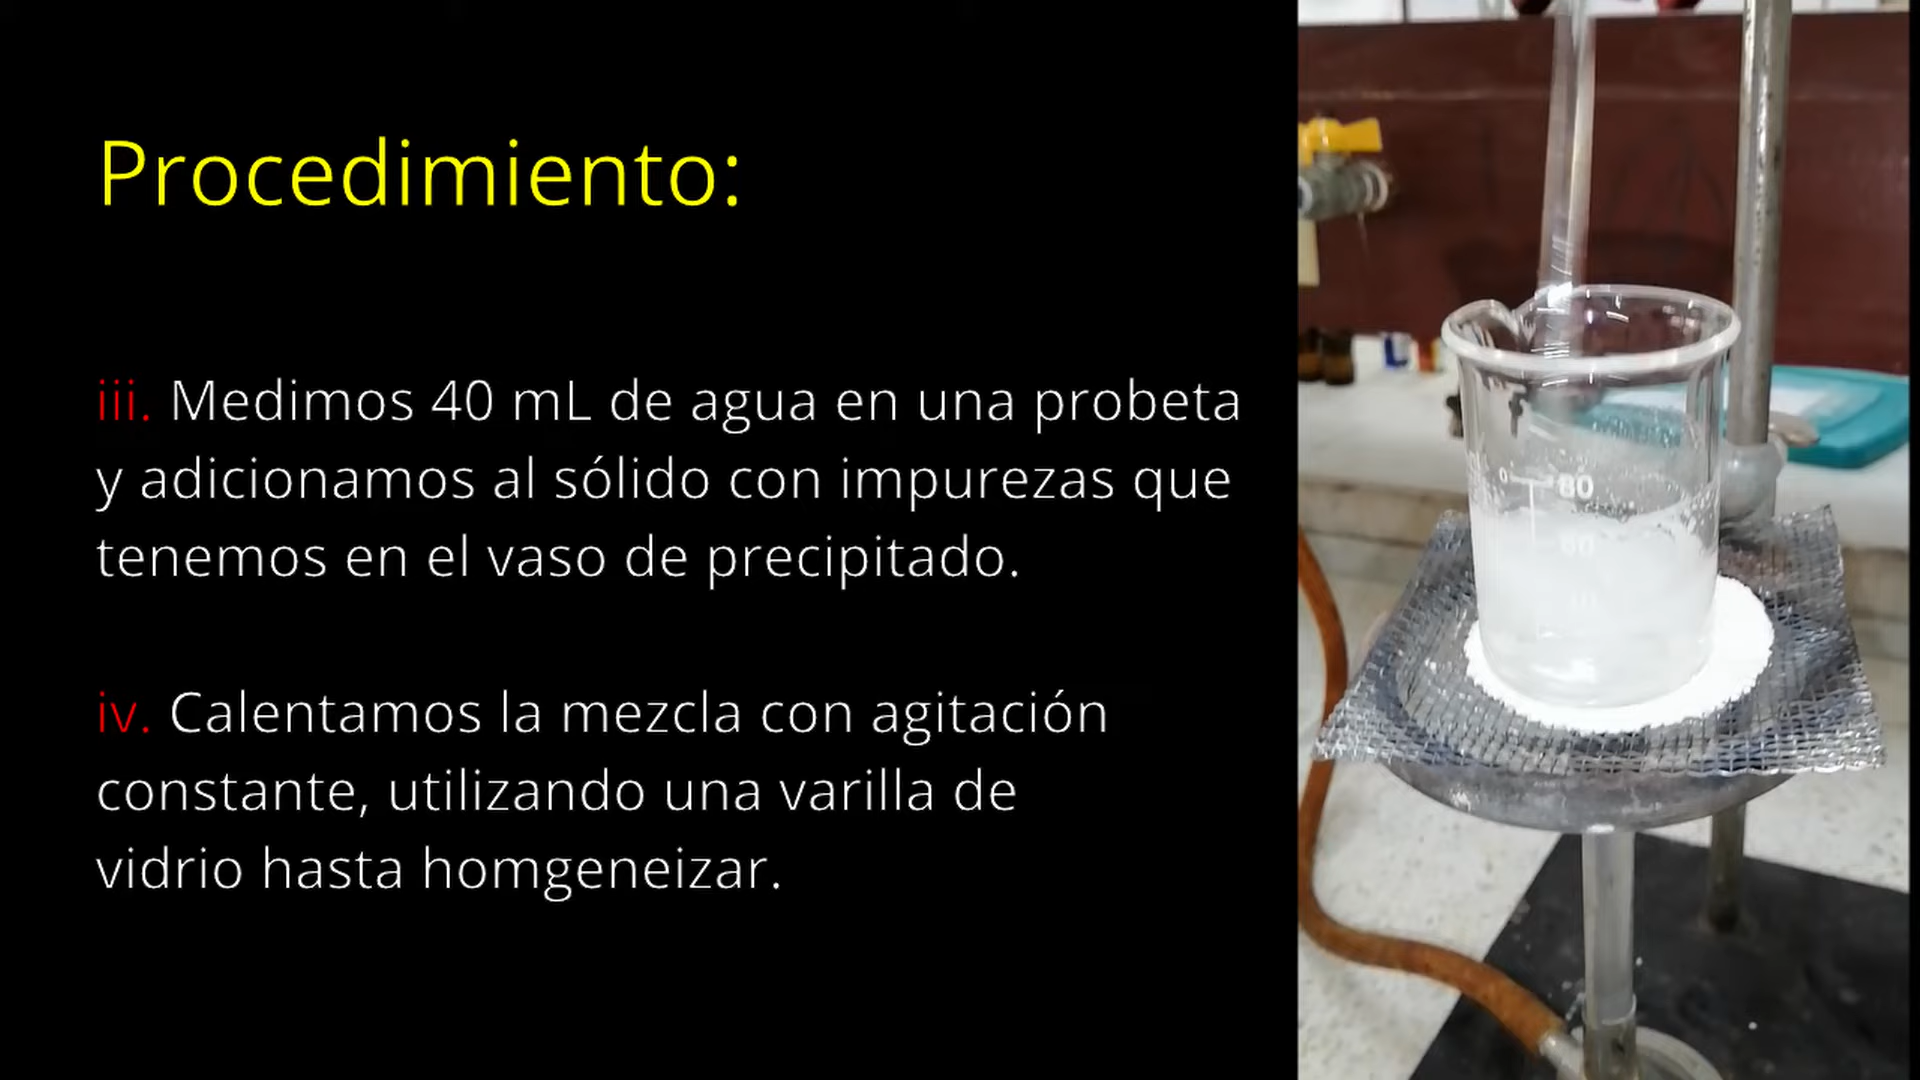 Procedimiento:
iii. Medimos 40 mL de agua en una probeta
y adicionamos al sólido con impurezas que
tenemos en el vaso de precipitado.
iv. Calentamos la mezcla con agitación
constante, utilizando una varilla de
vidrio hasta homgeneizar.
80
60